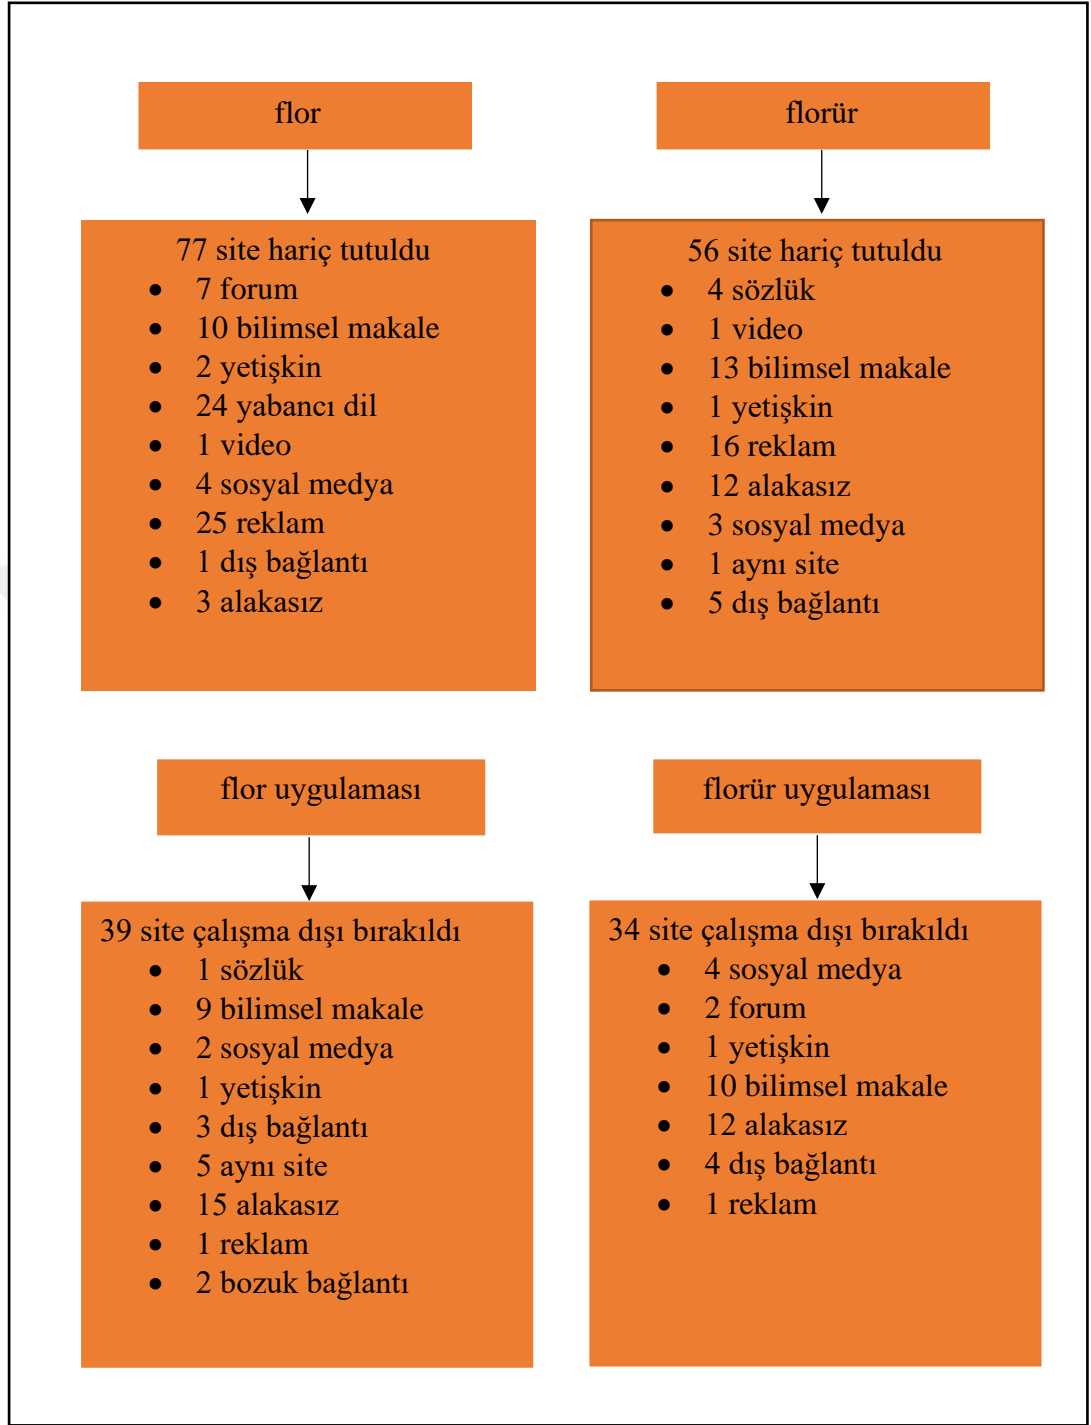 flor
77 site hariç tutuldu
• 7 forum
• 10 bilimsel makale
• 2 yetişkin
• 24 yabancı dil
• 1 video
• 4 sosyal medya
• 25 reklam
• 1 dış bağlantı
• 3 alakasız
florür
56 site hariç tutuldu
• 4 sözlük
• 1 video
• 13 bilimsel makale
• 1 yetişkin
• 16 reklam
• 12 alakasız
• 3 sosyal medya
• 1 aynı site
• 5 dış bağlantı
flor uygulaması
39 site çalışma dışı bırakıldı
• 1 sözlük
• 9 bilimsel makale
• 2 sosyal medya
• 1 yetişkin
• 3 dış bağlantı
• 5 aynı site
• 15 alakasız
• 1 reklam
• 2 bozuk bağlantı
florür uygulaması
34 site çalışma dışı bırakıldı
• 4 sosyal medya
• 2 forum
• 1 yetişkin
• 10 bilimsel makale
• 12 alakasız
• 4 dış bağlantı
• 1 reklam